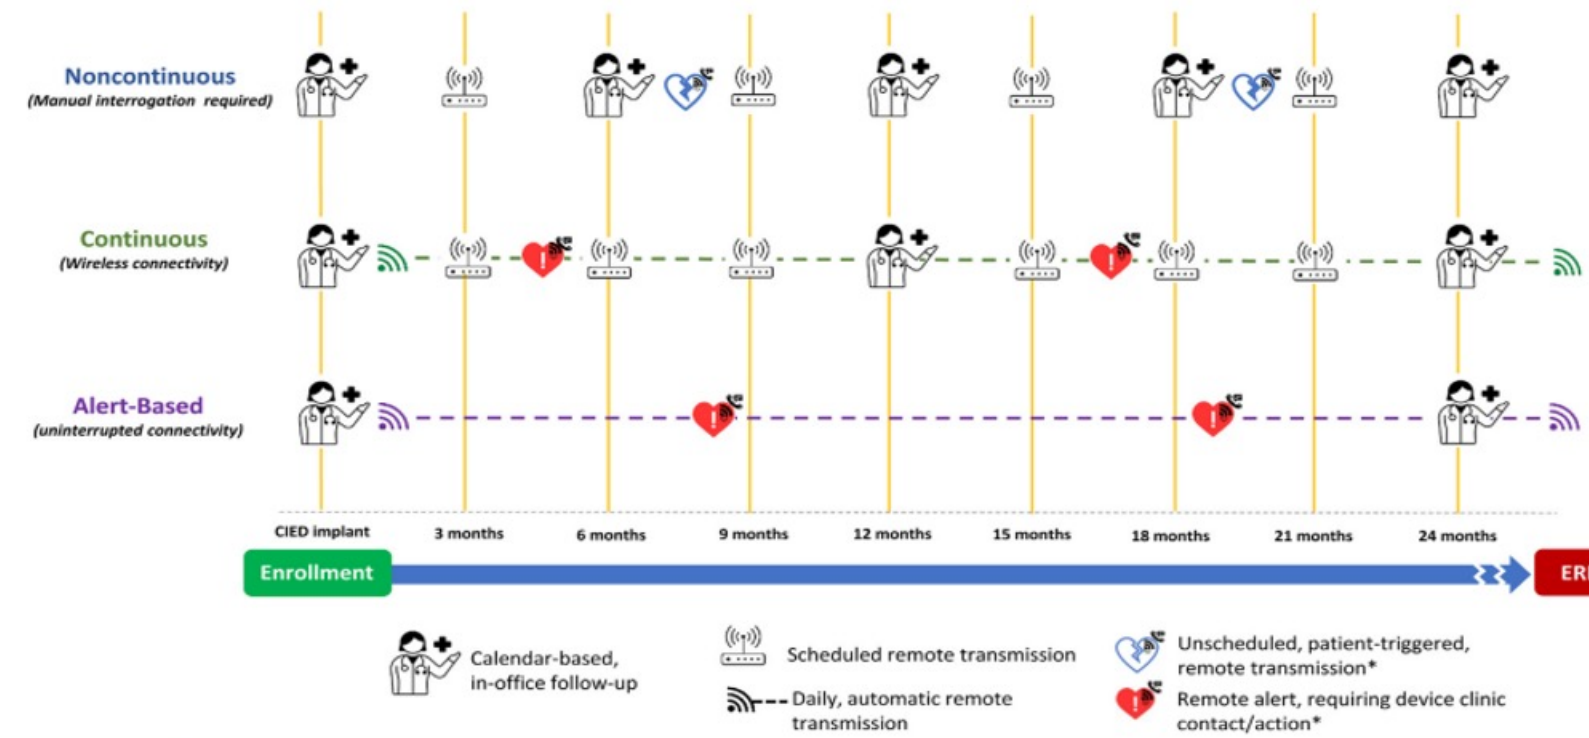 Noncontinuous
(Manual interrogation required)
Continuous
(Wireless connectivity)
Alert-Based
(uninterrupted connectivity)
CIED implant
3 months
6 months
9 months
12 months
15 months
18 months
21 months
24 months
Enrollment
Calendar-based,
in-office follow-up
Scheduled remote transmission
Daily, automatic remote
transmission
Unscheduled, patient-triggered,
remote transmission*
Remote alert, requiring device clinic
contact/action*